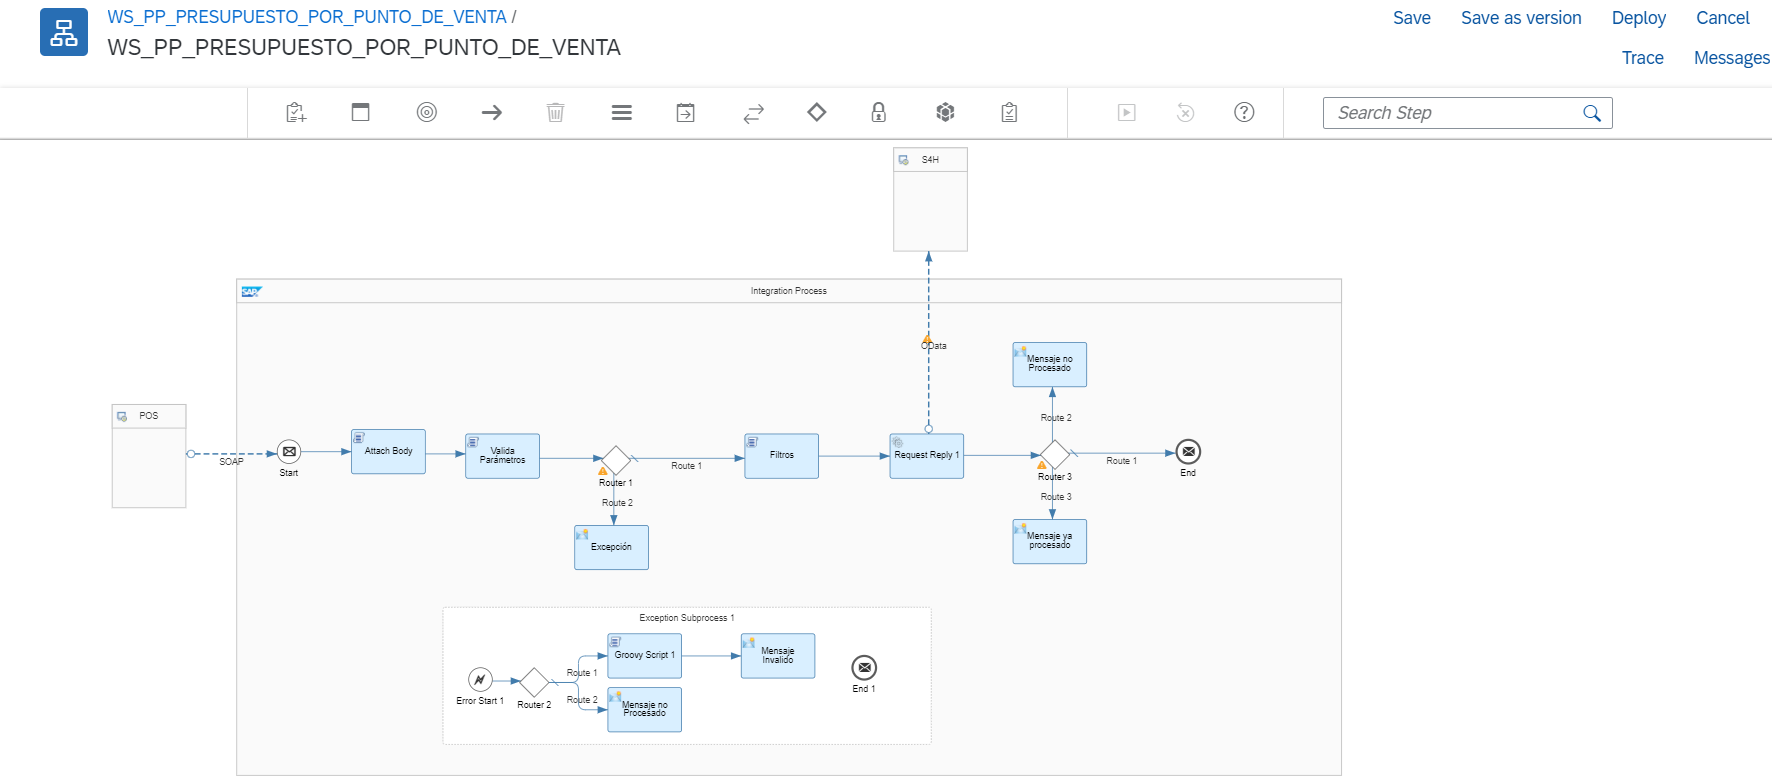 WS_PP_PRESUPUESTO_POR_PUNTO_DE_VENTA /
WS_PP_PRESUPUESTO_POR_PUNTO_DE_VENTA
Save
Save as version
Deploy
Cancel
Trace
Messages
Search Step
S4H
SAP
Integration Process
OData
Mensaje no
Procesado
POS
SOAP
Start
Attach Body
Valida
Parámetros
Router 1
Route 1
Route 2
Excepción
Filtros
Request Reply 1
Route 2
Router 3
Route 1
Route 3
End
Mensaje ya
procesado
Exception Subprocess 1
Error Start 1
Router 2
Route 1
Route 2
Groovy Script 1
Mensaje
Invalido
Mensaje no
Procesado
End 1